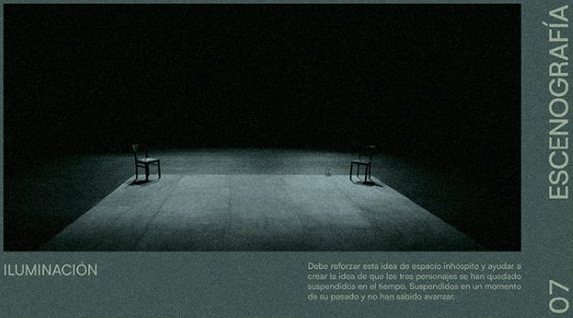 ESCENOGRAFÍA
07
ILUMINACIÓN
Debe reforzar esta idea de espacio inhóspito y ayudar a
crear la idea de que los tres personajes se han quedado
suspendidos en el tiempo. Suspendidos en un momento
de su pasado y no han sabido avanzar.